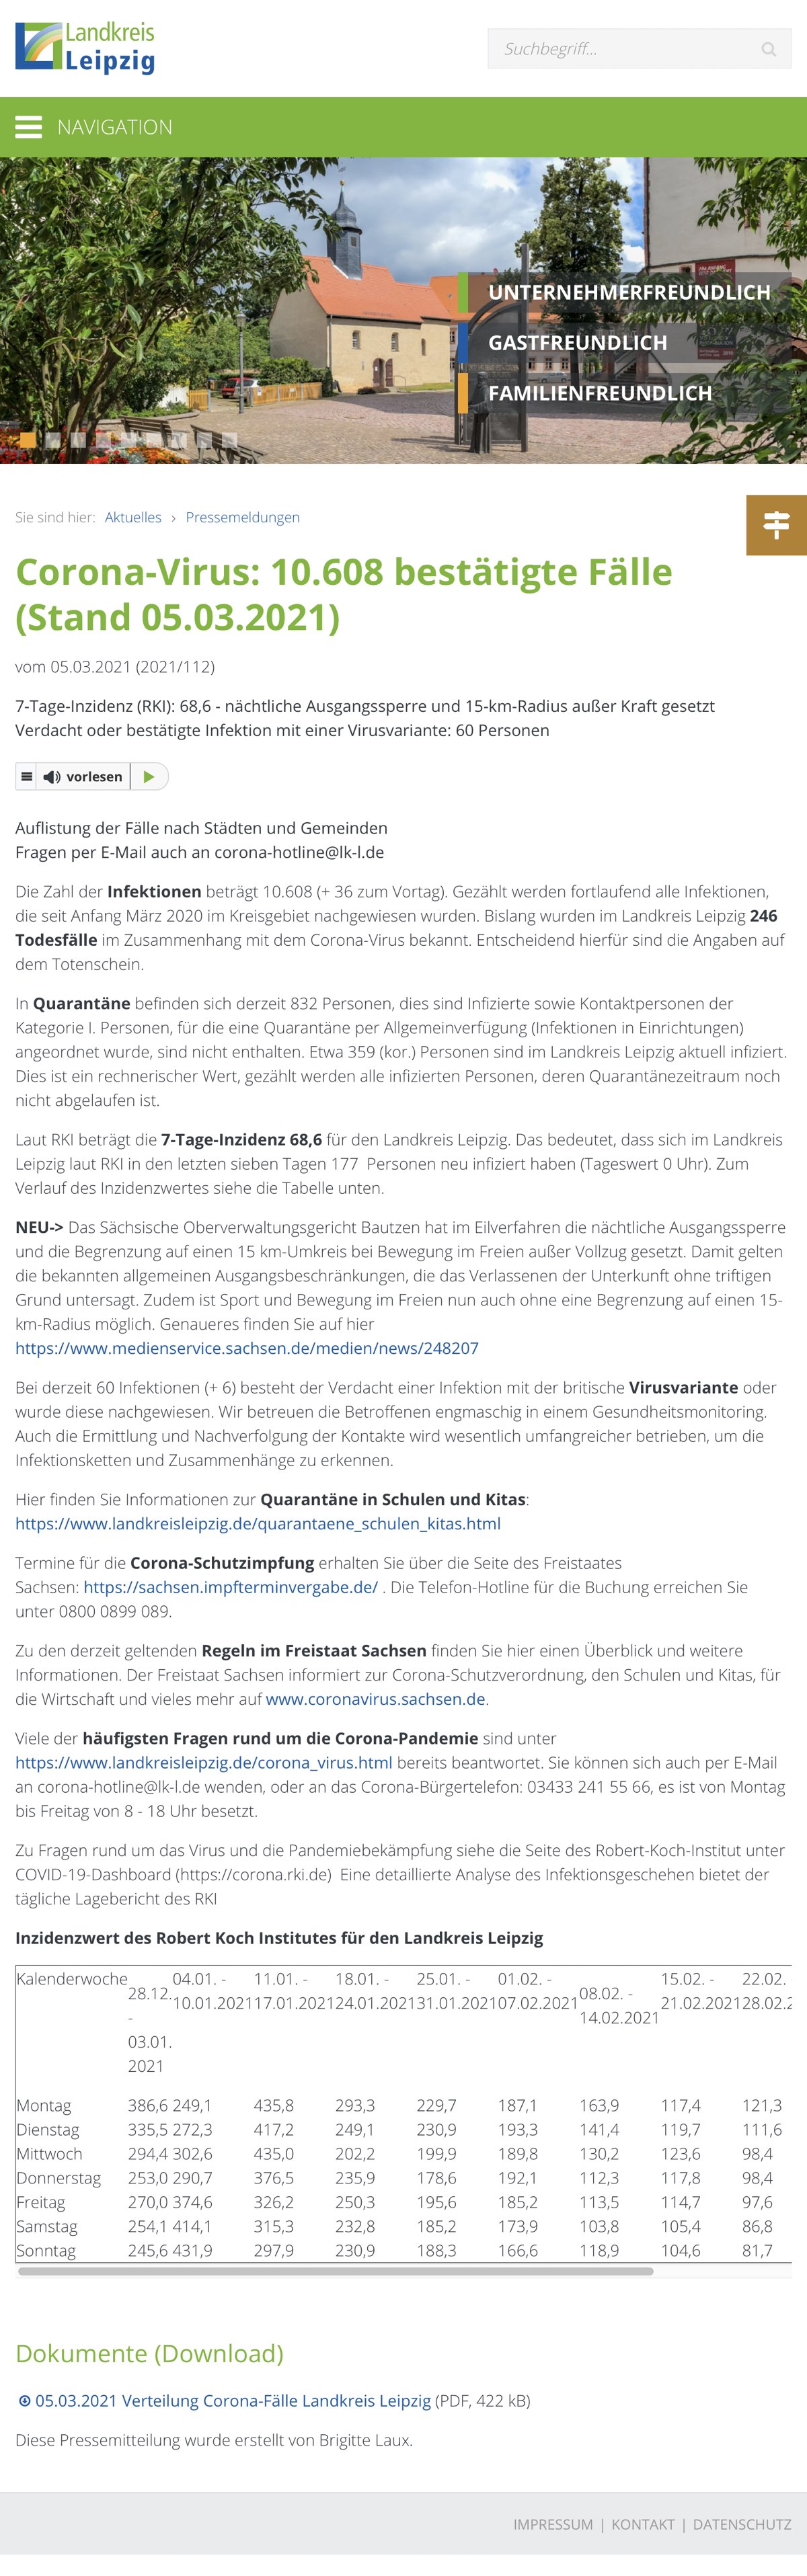 Landkreis
Leipzig
Suchbegriff...
NAVIGATION
UNTERNEHMERFREUNDLICH
GASTFREUNDLICH
FAMILIENFREUNDLICH
Sie sind hier: Aktuelles › Pressemeldungen
Corona-Virus: 10.608 bestätigte Fälle
(Stand 05.03.2021)
vom 05.03.2021 (2021/112)
7-Tage-Inzidenz (RKI): 68,6 - nächtliche Ausgangssperre und 15-km-Radius außer Kraft gesetzt
Verdacht oder bestätigte Infektion mit einer Virusvariante: 60 Personen
vorlesen
Auflistung der Fälle nach Städten und Gemeinden
Fragen per E-Mail auch an corona-hotline@lk-l.de
Die Zahl der Infektionen beträgt 10.608 (+ 36 zum Vortag). Gezählt werden fortlaufend alle Infektionen,
die seit Anfang März 2020 im Kreisgebiet nachgewiesen wurden. Bislang wurden im Landkreis Leipzig 246
Todesfälle im Zusammenhang mit dem Corona-Virus bekannt. Entscheidend hierfür sind die Angaben auf
dem Totenschein.
In Quarantäne befinden sich derzeit 832 Personen, dies sind Infizierte sowie Kontaktpersonen der
Kategorie I. Personen, für die eine Quarantäne per Allgemeinverfügung (Infektionen in Einrichtungen)
angeordnet wurde, sind nicht enthalten. Etwa 359 (kor.) Personen sind im Landkreis Leipzig aktuell infiziert.
Dies ist ein rechnerischer Wert, gezählt werden alle infizierten Personen, deren Quarantänezeitraum noch
nicht abgelaufen ist.
Laut RKI beträgt die 7-Tage-Inzidenz 68,6 für den Landkreis Leipzig. Das bedeutet, dass sich im Landkreis
Leipzig laut RKI in den letzten sieben Tagen 177 Personen neu infiziert haben (Tageswert 0 Uhr). Zum
Verlauf des Inzidenzwertes siehe die Tabelle unten.
NEU-> Das Sächsische Oberverwaltungsgericht Bautzen hat im Eilverfahren die nächtliche Ausgangssperre
und die Begrenzung auf einen 15 km-Umkreis bei Bewegung im Freien außer Vollzug gesetzt. Damit gelten
die bekannten allgemeinen Ausgangsbeschränkungen, die das Verlassenen der Unterkunft ohne triftigen
Grund untersagt. Zudem ist Sport und Bewegung im Freien nun auch ohne eine Begrenzung auf einen 15-
km-Radius möglich. Genaueres finden Sie auf hier
https://www.medienservice.sachsen.de/medien/news/248207
Bei derzeit 60 Infektionen (+ 6) besteht der Verdacht einer Infektion mit der britische Virusvariante oder
wurde diese nachgewiesen. Wir betreuen die Betroffenen engmaschig in einem Gesundheitsmonitoring.
Auch die Ermittlung und Nachverfolgung der Kontakte wird wesentlich umfangreicher betrieben, um die
Infektionsketten und Zusammenhänge zu erkennen.
Hier finden Sie Informationen zur Quarantäne in Schulen und Kitas:
https://www.landkreisleipzig.de/quarantaene_schulen_kitas.html
Termine für die Corona-Schutzimpfung erhalten Sie über die Seite des Freistaates
Sachsen: https://sachsen.impfterminvergabe.de/ . Die Telefon-Hotline für die Buchung erreichen Sie
unter 0800 0899 089.
Zu den derzeit geltenden Regeln im Freistaat Sachsen finden Sie hier einen Überblick und weitere
Informationen. Der Freistaat Sachsen informiert zur Corona-Schutzverordnung, den Schulen und Kitas, für
die Wirtschaft und vieles mehr auf www.coronavirus.sachsen.de.
Viele der häufigsten Fragen rund um die Corona-Pandemie sind unter
https://www.landkreisleipzig.de/corona_virus.html bereits beantwortet. Sie können sich auch per E-Mail
an corona-hotline@lk-l.de wenden, oder an das Corona-Bürgertelefon: 03433 241 55 66, es ist von Montag
bis Freitag von 8 - 18 Uhr besetzt.
Zu Fragen rund um das Virus und die Pandemiebekämpfung siehe die Seite des Robert-Koch-Institut unter
COVID-19-Dashboard (https://corona.rki.de) Eine detaillierte Analyse des Infektionsgeschehen bietet der
tägliche Lagebericht des RKI
Inzidenzwert des Robert Koch Institutes für den Landkreis Leipzig
Kalenderwoche 28.12. - 03.01. 2021 04.01. - 10.01.2021 11.01. - 17.01.2021 18.01. - 24.01.2021 25.01. - 31.01.2021 01.02. - 07.02.2021 08.02. - 14.02.2021 15.02. - 21.02.2021 22.02. 28.02.2
Montag 386,6 249,1 435,8 293,3 229,7 187,1 163,9 117,4 121,3
Dienstag 335,5 272,3 417,2 249,1 230,9 193,3 141,4 119,7 111,6
Mittwoch 294,4 302,6 435,0 202,2 199,9 189,8 130,2 123,6 98,4
Donnerstag 253,0 290,7 376,5 235,9 178,6 192,1 112,3 117,8 98,4
Freitag 270,0 374,6 326,2 250,3 195,6 185,2 113,5 114,7 97,6
Samstag 254,1 414,1 315,3 232,8 185,2 173,9 103,8 105,4 86,8
Sonntag 245,6 431,9 297,9 230,9 188,3 166,6 118,9 104,6 81,7
Dokumente (Download)
05.03.2021 Verteilung Corona-Fälle Landkreis Leipzig (PDF, 422 kB)
Diese Pressemitteilung wurde erstellt von Brigitte Laux.
IMPRESSUM | KONTAKT | DATENSCHUTZ